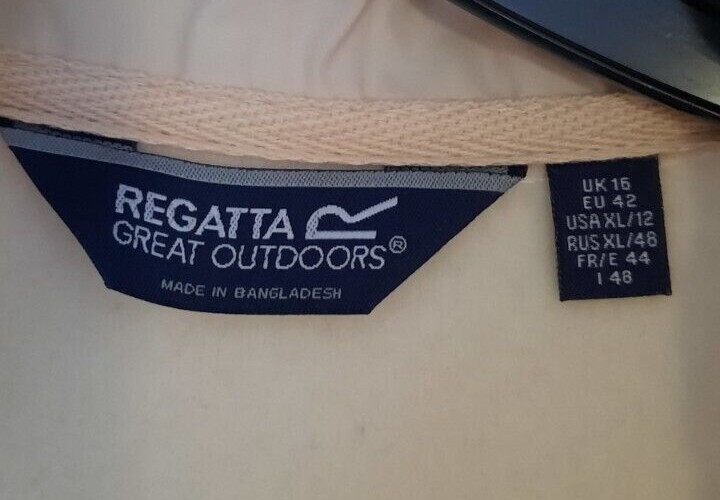 REGATTA
GREAT OUTDOORS®
MADE IN BANGLADESH
UK 16
EU 42
USA XL/12
RUS XL/48
FR/E 44
I 48